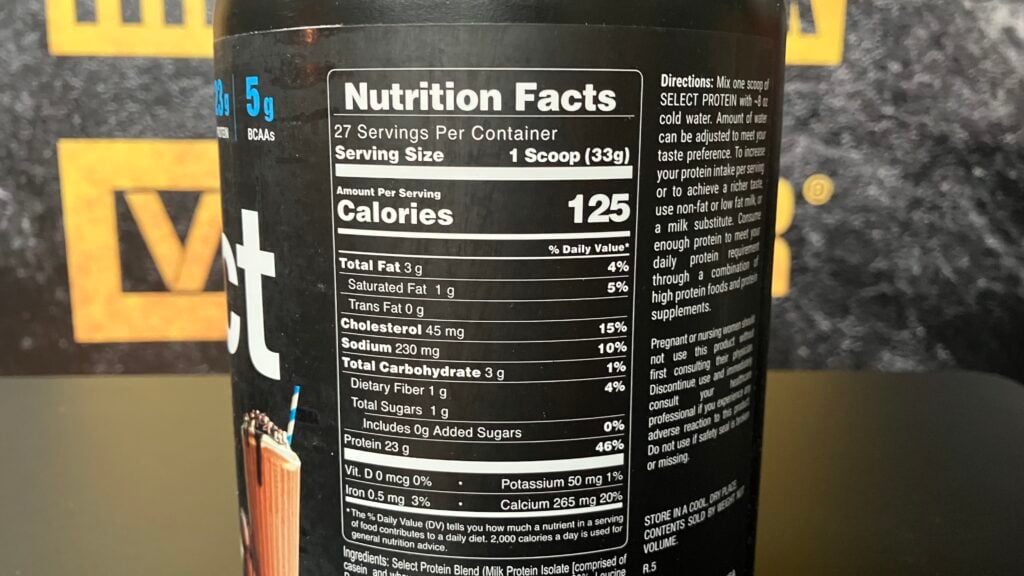 5g
BCAAs
ct
Nutrition Facts
27 Servings Per Container
Serving Size 1 Scoop (33g)
Amount Per Serving
Calories 125
% Daily Value*
Total Fat 3 g 4%
Saturated Fat 1 g 5%
Trans Fat 0 g
Cholesterol 45 mg 15%
Sodium 230 mg 10%
Total Carbohydrate 3 g 1%
Dietary Fiber 1 g 4%
Total Sugars 1 g
Includes 0g Added Sugars 0%
Protein 23 g 46%
Vit. D 0 mcg 0% • Potassium 50 mg 1%
Iron 0.5 mg 3% • Calcium 265 mg 20%
*The % Daily Value (DV) tells you how much a nutrient in a serving
of food contributes to a daily diet. 2,000 calories a day is used for
general nutrition advice.
Ingredients: Select Protein Blend (Milk Protein Isolate [comprised of
casein and
Directions: Mix one scoop of
SELECT PROTEIN with ~8 oz
cold water. Amount of water
can be adjusted to meet your
taste preference. To increase
your protein intake per serving
or to achieve a richer taste,
use non-fat or low fat milk, or
a milk substitute. Consume
enough protein to meet your
daily protein requirements
through a combination of
high protein foods and protein
supplements.
Pregnant or nursing women should
not use this product without
first consulting their physician.
Discontinue use and immediately
consult your healthcare
professional if you experience any
adverse reaction to this product.
Do not use if safety seal is broken
or missing.
STORE IN A COOL, DRY PLACE.
CONTENTS SOLD BY WEIGHT NOT
VOLUME.
R.5